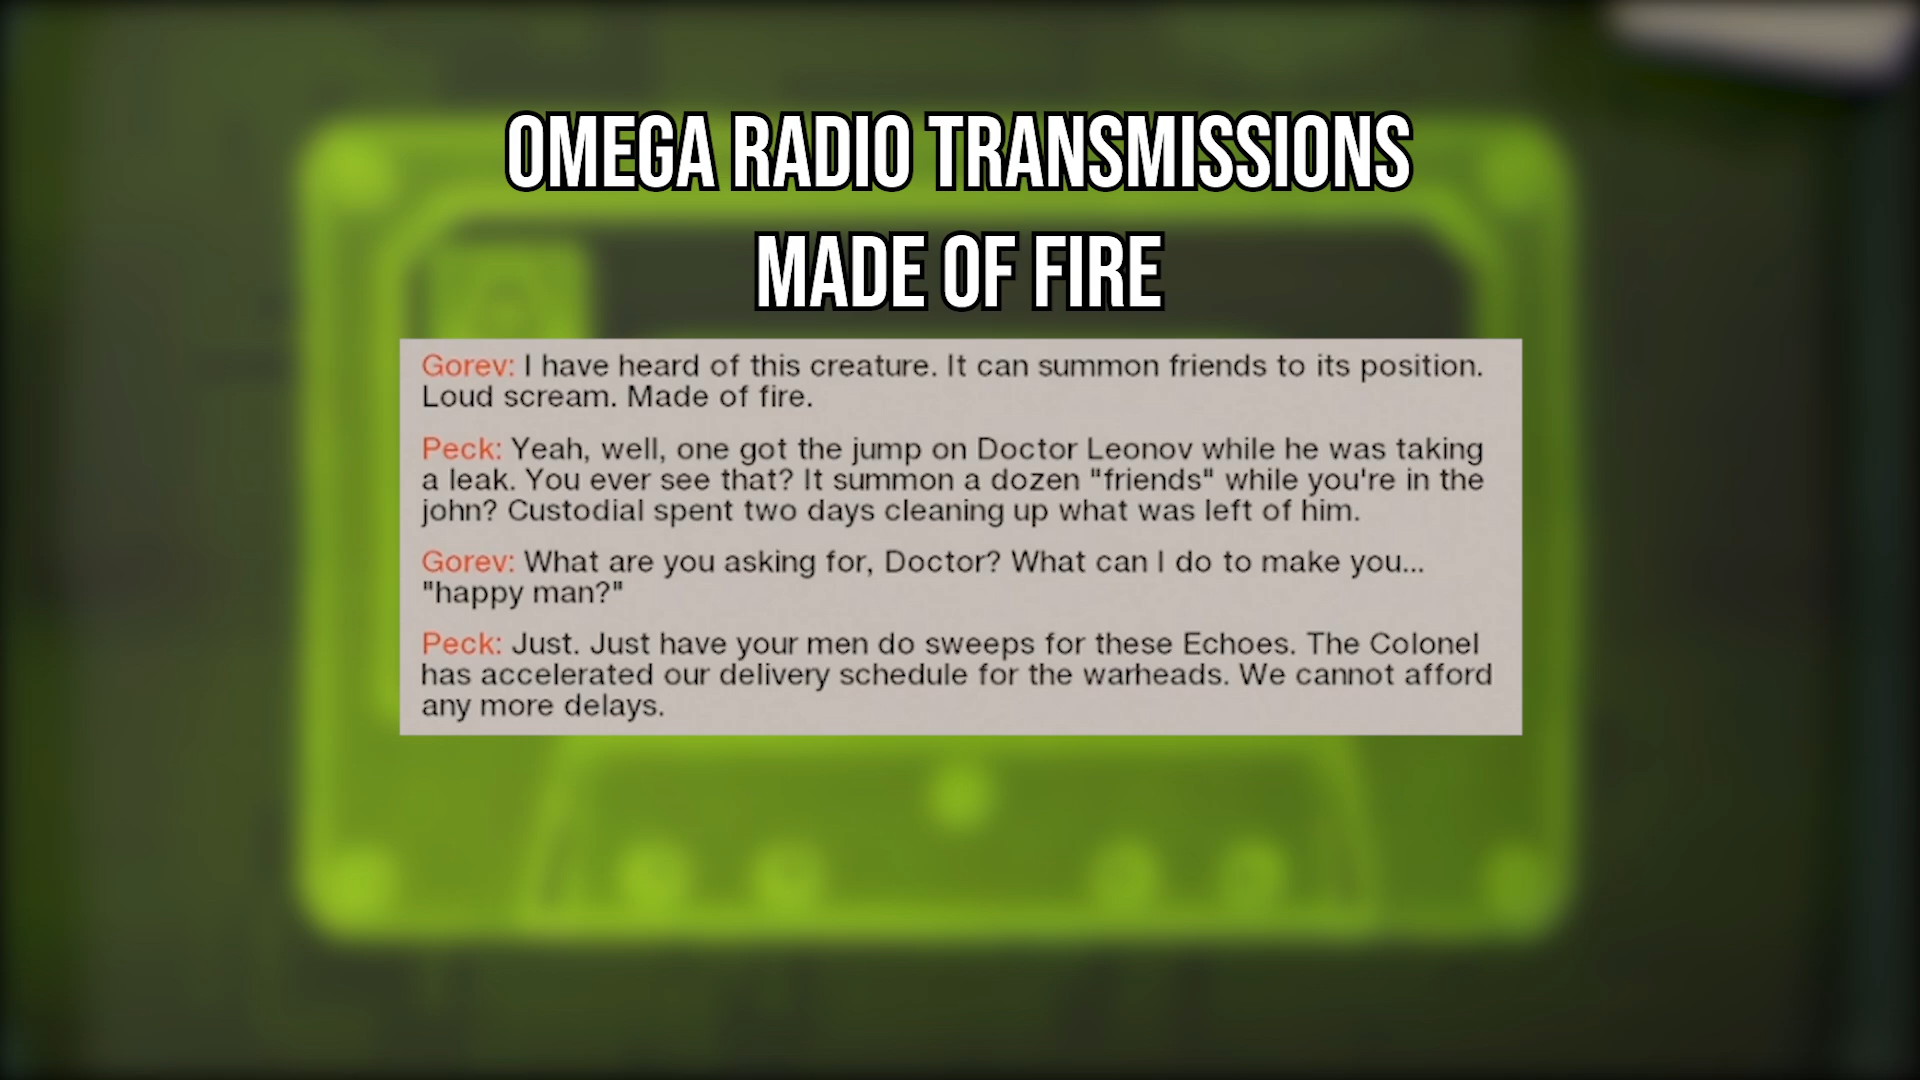 OMEGA RADIO TRANSMISSIONS
MADE OF FIRE
Gorev: I have heard of this creature. It can summon friends to its position.
Loud scream. Made of fire.
Peck: Yeah, well, one got the jump on Doctor Leonov while he was taking
a leak. You ever see that? It summon a dozen "friends" while you're in the
john? Custodial spent two days cleaning up what was left of him.
Gorev: What are you asking for, Doctor? What can I do to make you...
"happy man?"
Peck: Just. Just have your men do sweeps for these Echoes. The Colonel
has accelerated our delivery schedule for the warheads. We cannot afford
any more delays.